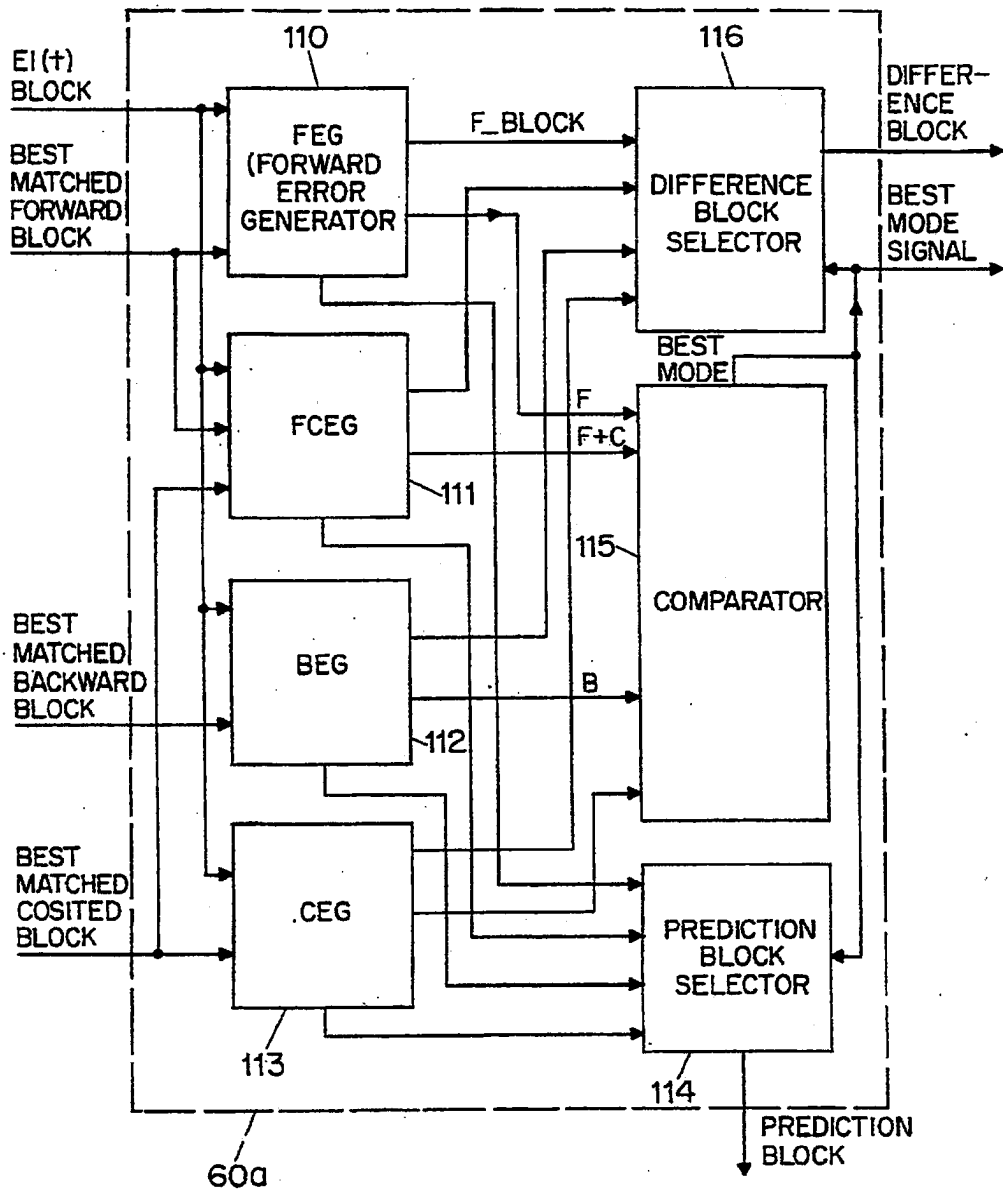 110
116
EI(t)
BLOCK
BEST
MATCHED
FORWARD
BLOCK
FEG
(FORWARD
ERROR
GENERATOR
F_BLOCK
DIFFERENCE
BLOCK
SELECTOR
DIFFER-
ENCE
BLOCK
BEST
MODE
SIGNAL
BEST
MODE
FCEG
111
F
F+C
115
COMPARATOR
BEST
MATCHED
BACKWARD
BLOCK
BEG
112
B
BEST
MATCHED
COSITED
BLOCK
.CEG
113
PREDICTION
BLOCK
SELECTOR
114
PREDICTION
BLOCK
60a